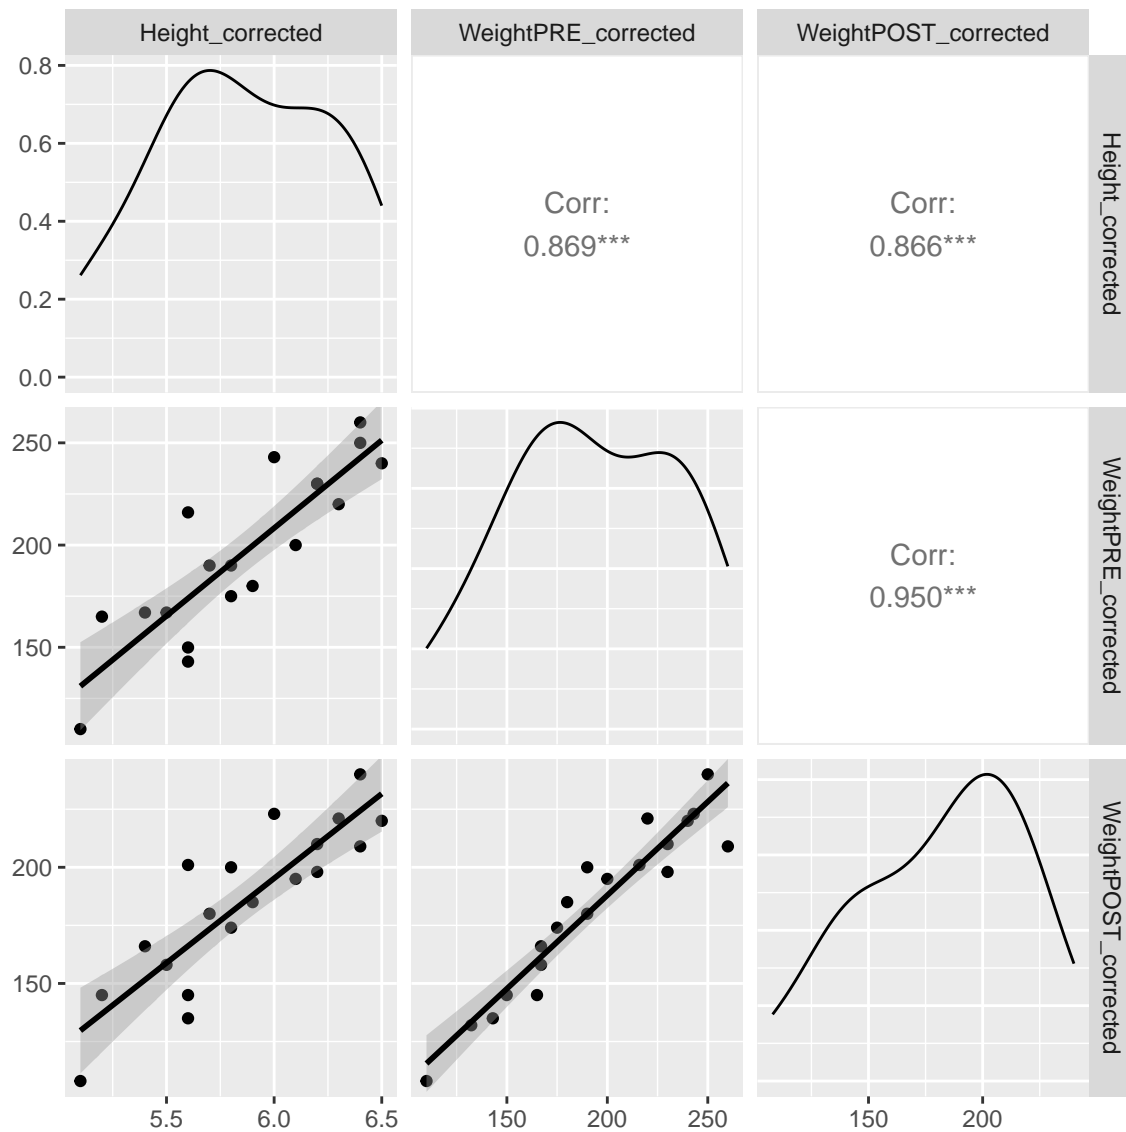 Height_corrected
WeightPRE_corrected
WeightPOST_corrected
0.8
0.6
0.4
0.2
0.0
Corr:
0.869***
Corr:
0.866***
Height_corrected
250
200
150
Corr:
0.950***
WeightPRE_corrected
200
150
WeightPOST_corrected
5.5
6.0
6.5
150
200
250
150
200